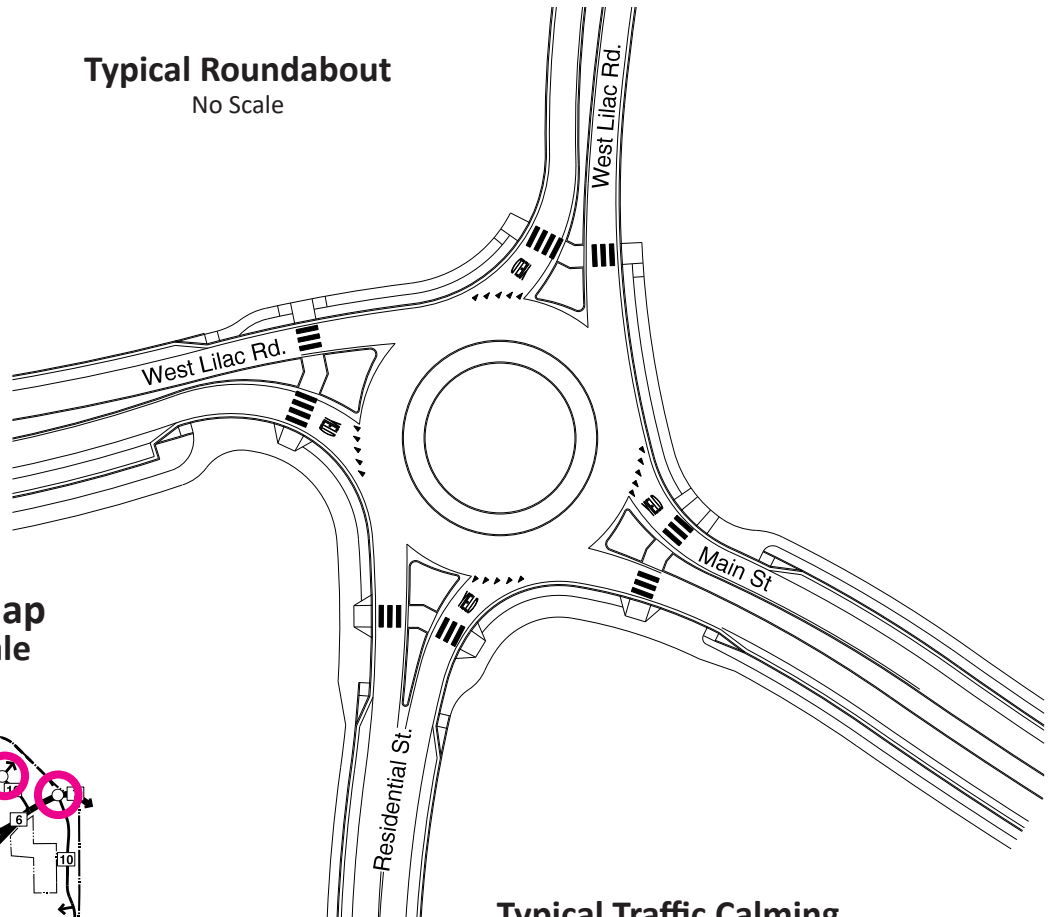 Typical Roundabout
No Scale
West Lilac Rd.
West Lilac Rd.
Main St
ap
ale
Residential St.
6
10
Typical Traffic Calming